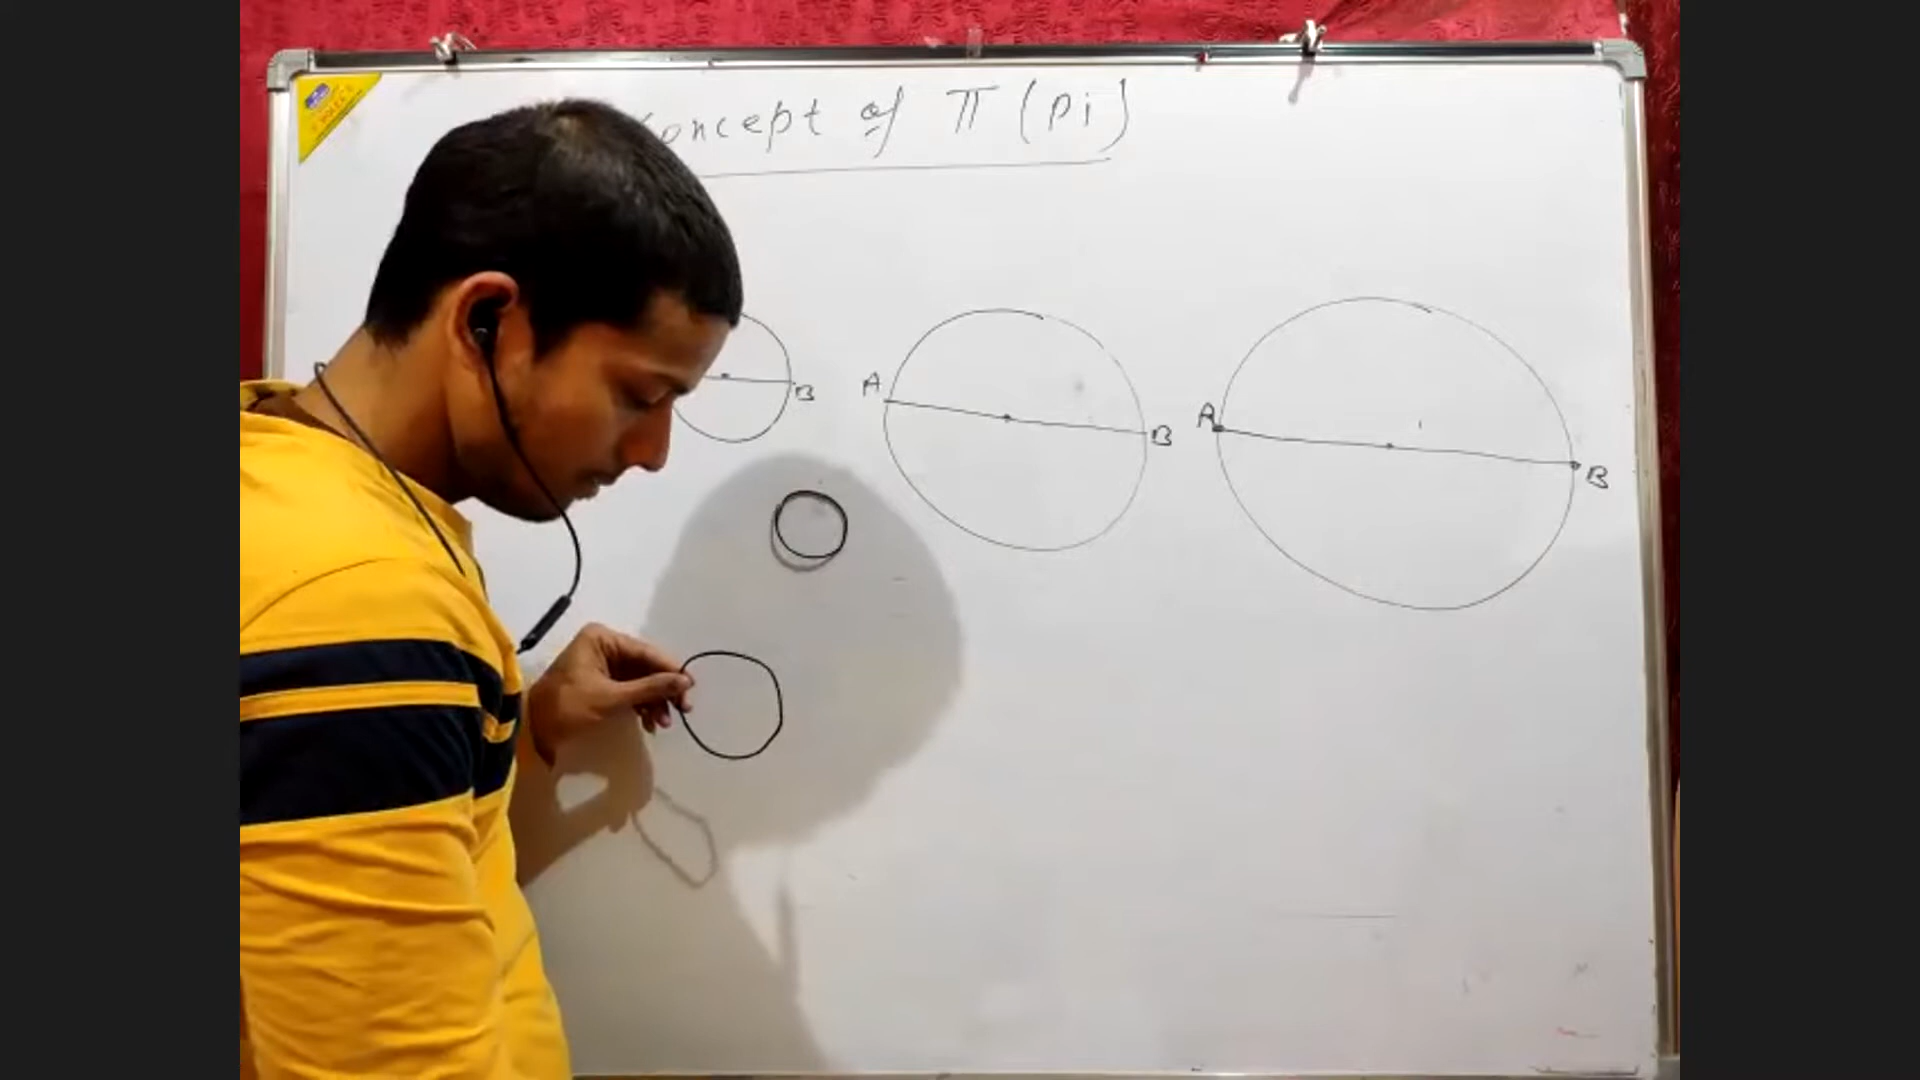 oncept of π (Pi)
B
A
B
A
B